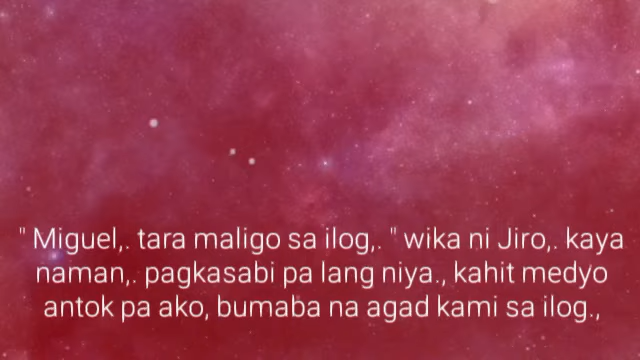 " Miguel,. tara maligo sa ilog,. " wika ni Jiro,. kaya
naman,. pagkasabi pa lang niya., kahit medyo
antok pa ako, bumaba na agad kami sa ilog.,